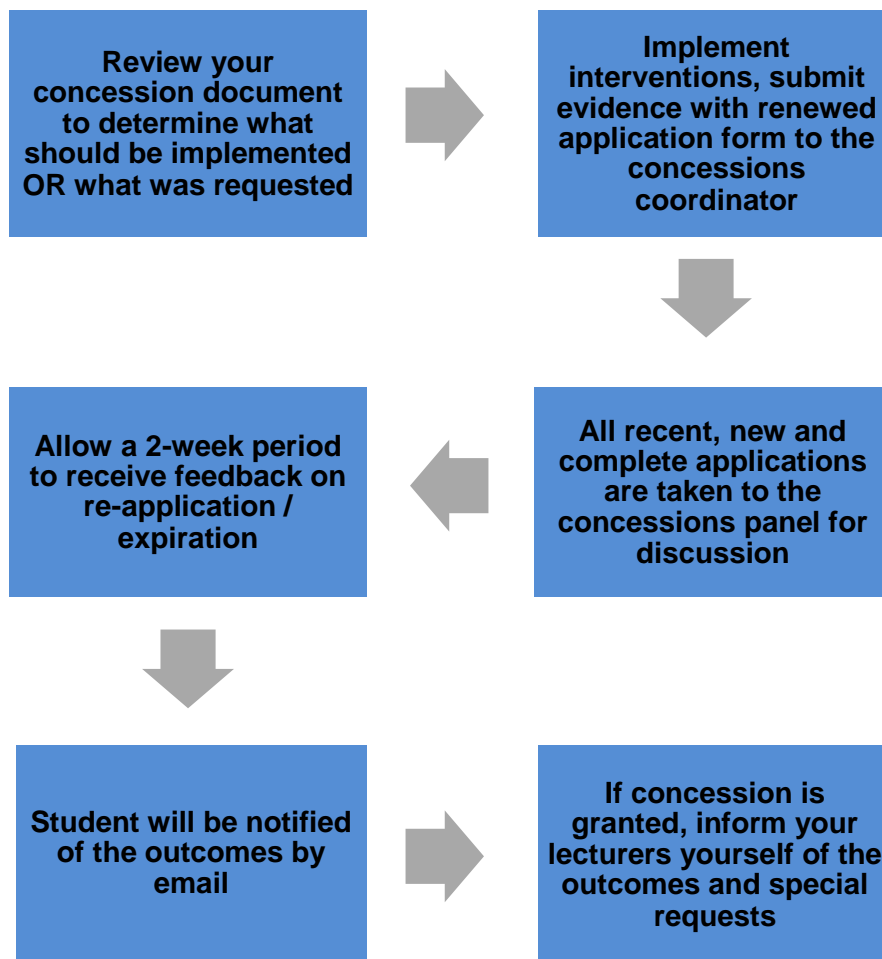 Review your
concession document
to determine what
should be implemented
OR what was requested
Implement
interventions, submit
evidence with renewed
application form to the
concessions
coordinator
All recent, new and
complete applications
are taken to the
concessions panel for
discussion
Allow a 2-week period
to receive feedback on
re-application /
expiration
Student will be notified
of the outcomes by
email
If concession is
granted, inform your
lecturers yourself of the
outcomes and special
requests